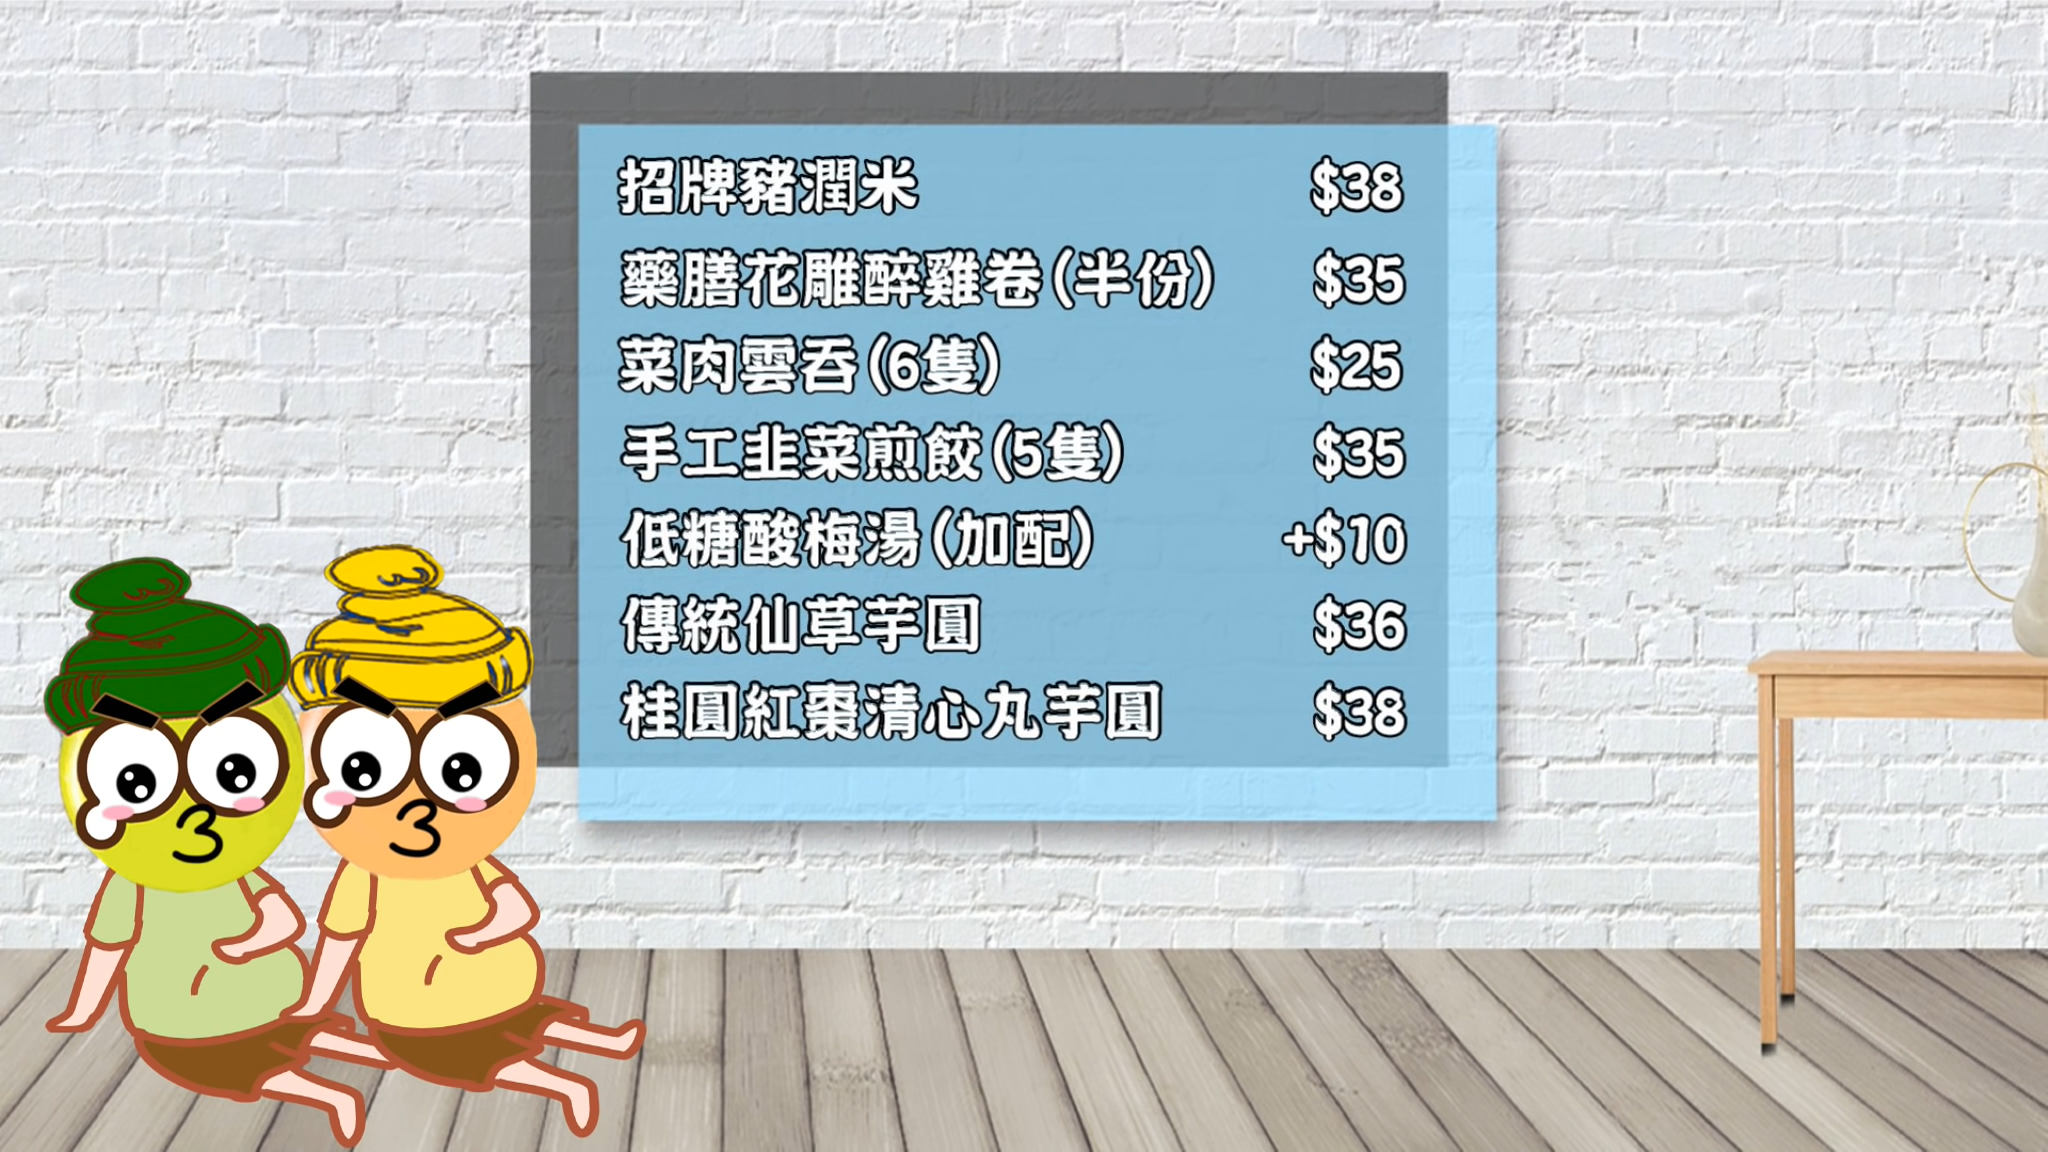 招牌豬潤米 $38
藥膳花雕醉雞卷(半份) $35
菜肉雲吞(6隻) $25
手工韭菜煎餃(5隻) $35
低糖酸梅湯(加配) +$10
傳統仙草芋圓 $36
桂圓紅棗清心丸芋圓 $38